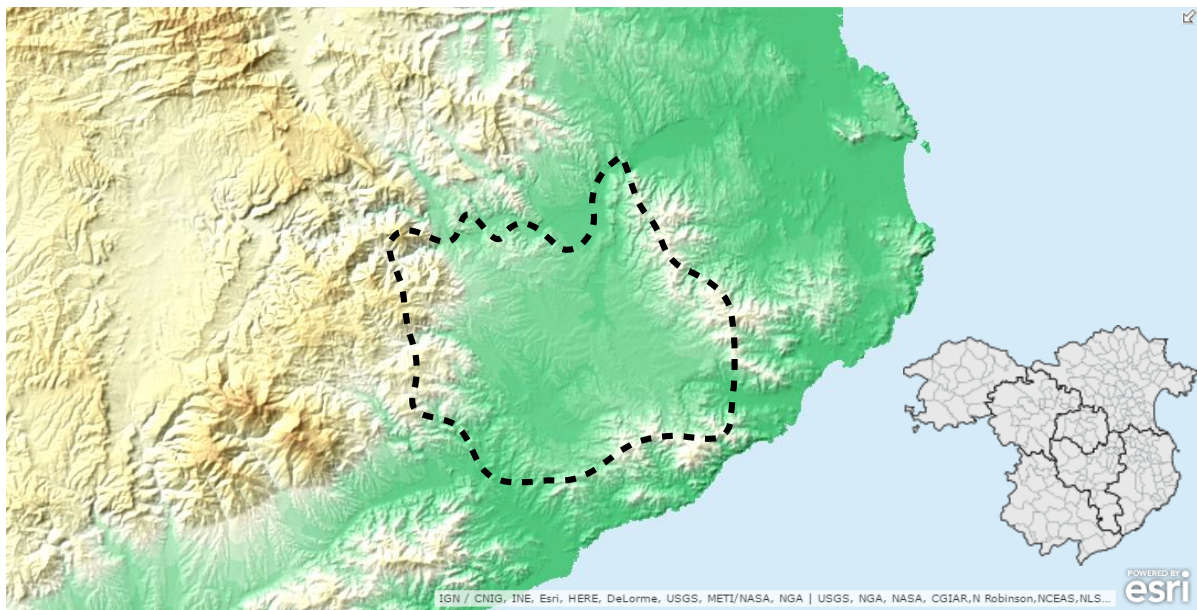 POWERED BY
esri
IGN / CNIG, INE, Esri, HERE, DeLorme, USGS, METI/NASA, NGA | USGS, NGA, NASA, CGIAR,N Robinson,NCEAS,NLS...